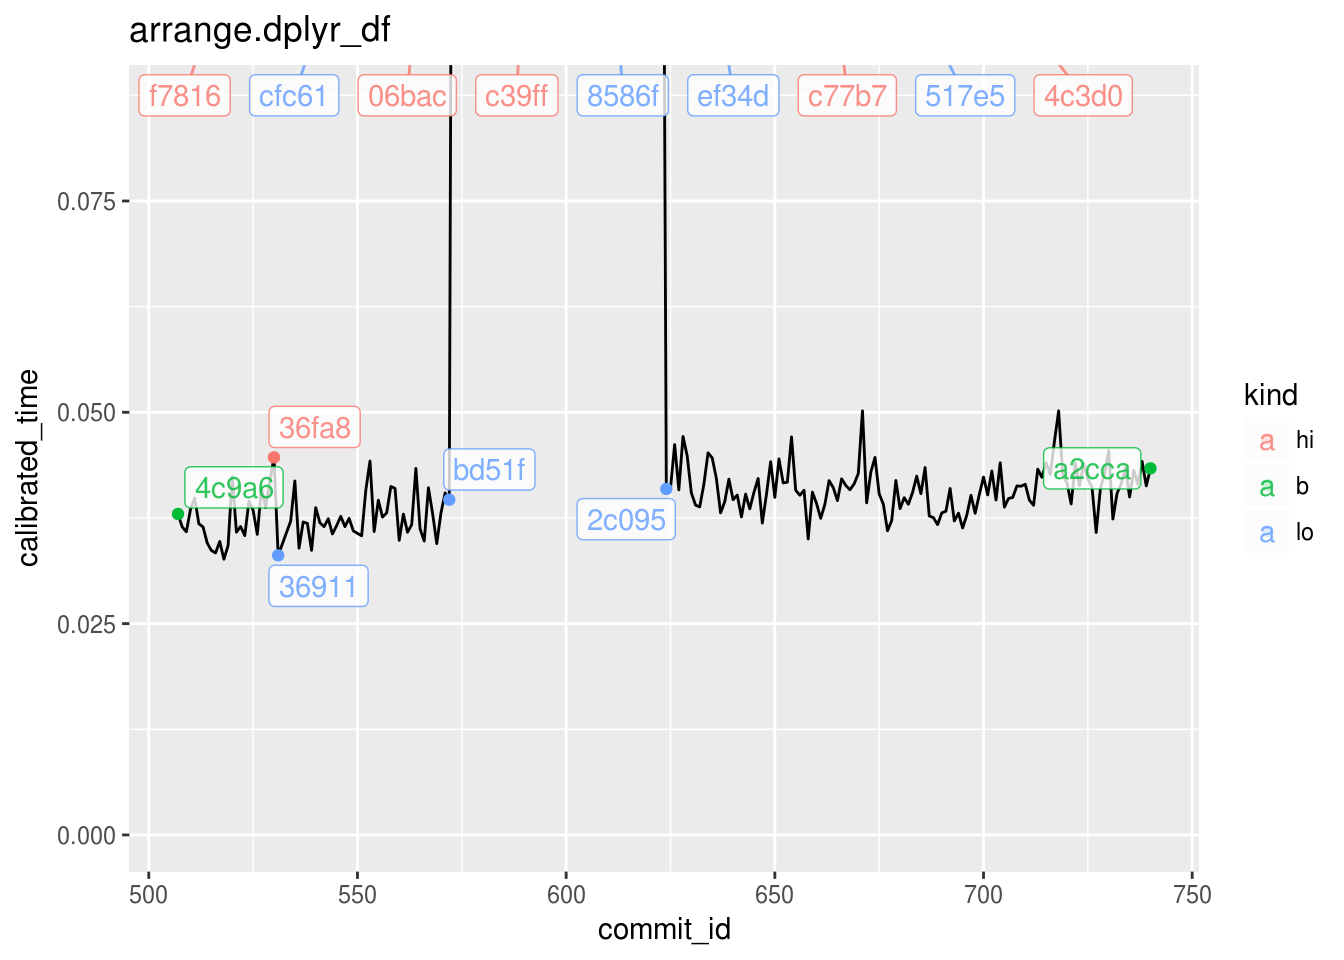 arrange.dplyr_df
f7816 cfc61 06bac c39ff 8586f ef34d c77b7 517e5 4c3d0
0.075
0.050
0.025
0.000
calibrated_time
36fa8
4c9a6
36911
bd51f
2c095
a2cca
500 550 600 650 700 750
commit_id
kind
a hi
a b
a lo